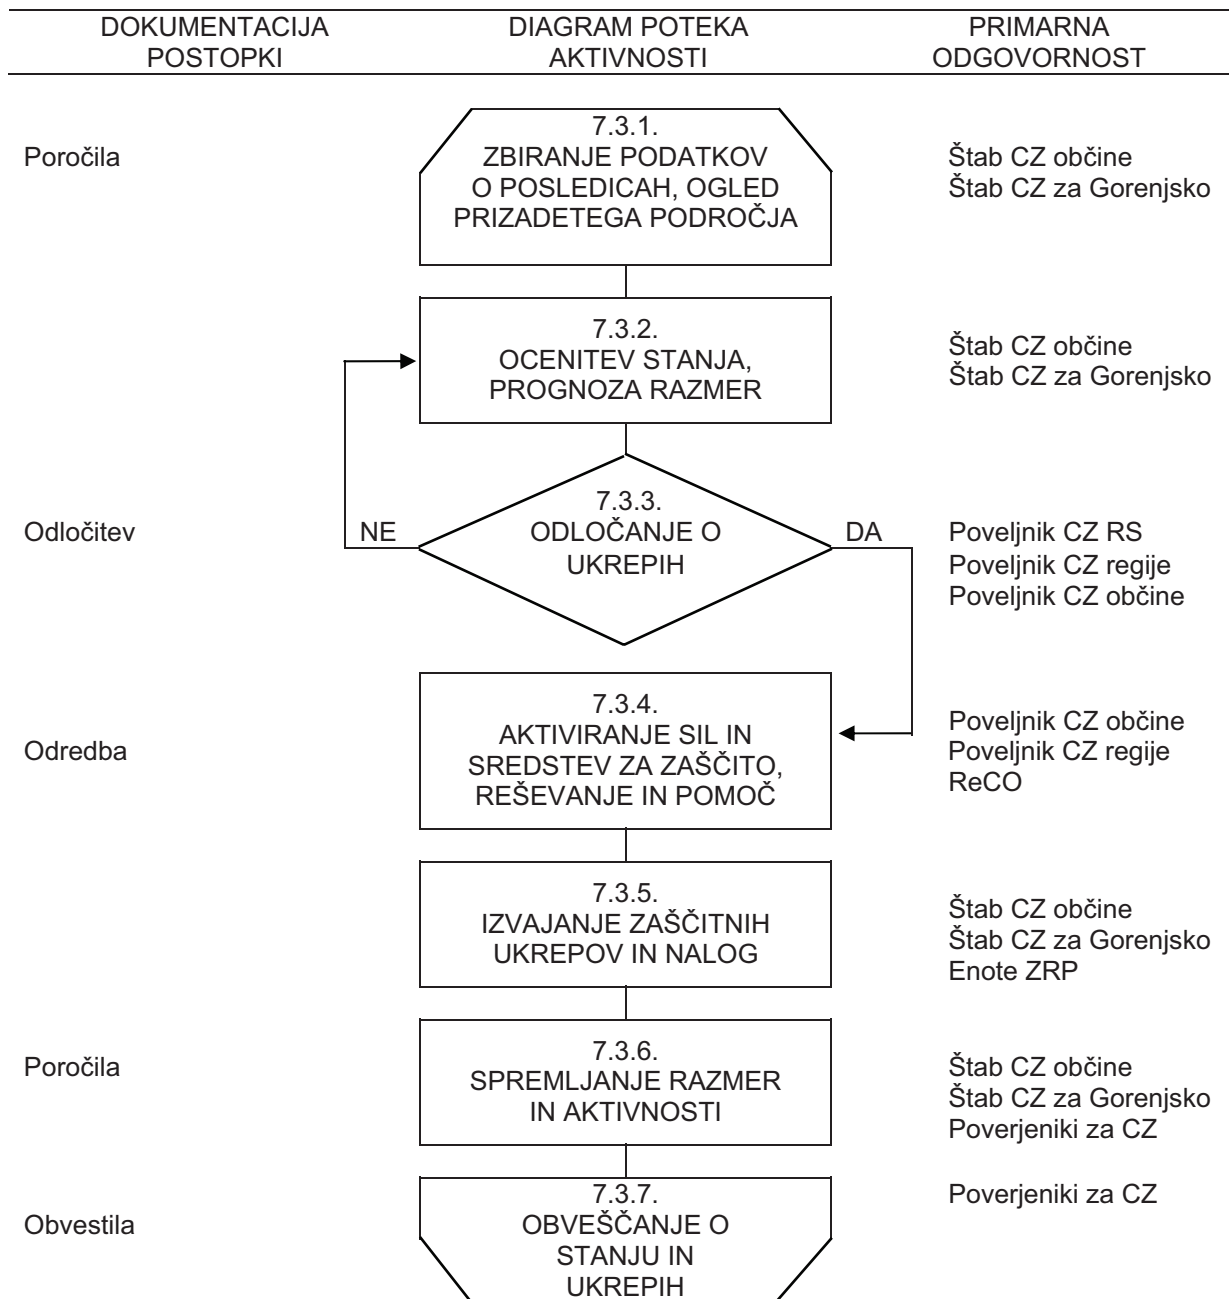 DOKUMENTACIJA
POSTOPKI
DIAGRAM POTEKA
AKTIVNOSTI
PRIMARNA
ODGOVORNOST
Poročila
7.3.1.
ZBIRANJE PODATKOV
O POSLEDICAH, OGLED
PRIZADETEGA PODROČJA
Štab CZ občine
Štab CZ za Gorenjsko
7.3.2.
OCENITEV STANJA,
PROGNOZA RAZMER
Štab CZ občine
Štab CZ za Gorenjsko
Odločitev
NE
7.3.3.
ODLOČANJE O
UKREPIH
DA
Poveljnik CZ RS
Poveljnik CZ regije
Poveljnik CZ občine
Odredba
7.3.4.
AKTIVIRANJE SIL IN
SREDSTEV ZA ZAŠČITO,
REŠEVANJE IN POMOČ
Poveljnik CZ občine
Poveljnik CZ regije
ReCO
7.3.5.
IZVAJANJE ZAŠČITNIH
UKREPOV IN NALOG
Štab CZ občine
Štab CZ za Gorenjsko
Enote ZRP
Poročila
7.3.6.
SPREMLJANJE RAZMER
IN AKTIVNOSTI
Štab CZ občine
Štab CZ za Gorenjsko
Poverjeniki za CZ
Obvestila
7.3.7.
OBVEŠČANJE O
STANJU IN
UKREPIH
Poverjeniki za CZ